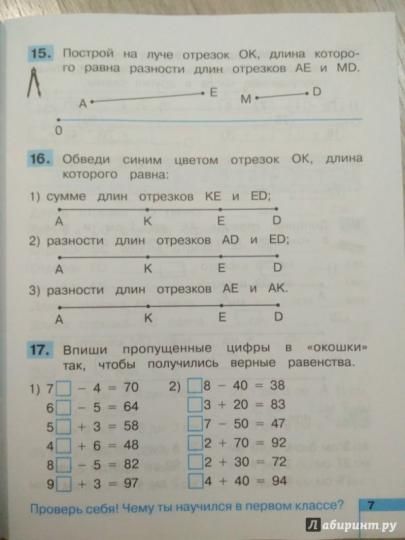 15. Построй на луче отрезок OK, длина которо-
го равна разности длин отрезков AE и MD.
A E M D
O
16. Обведи синим цветом отрезок OK, длина
которого равна:
1) сумме длин отрезков KE и ED;
A K E D
2) разности длин отрезков AD и ED;
A K E D
3) разности длин отрезков AE и AK.
A K E D
17. Впиши пропущенные цифры в «окошки»
так, чтобы получились верные равенства.
1) 7□ − 4 = 70 2) □8 − 40 = 38
6□ − 5 = 64 □3 + 20 = 83
5□ + 3 = 58 □7 − 50 = 47
4□ + 6 = 48 □2 + 70 = 92
8□ − 5 = 82 □2 + 30 = 72
9□ + 3 = 97 □4 + 40 = 94
Проверь себя! Чему ты научился в первом классе? 7
Лабиринт.ру